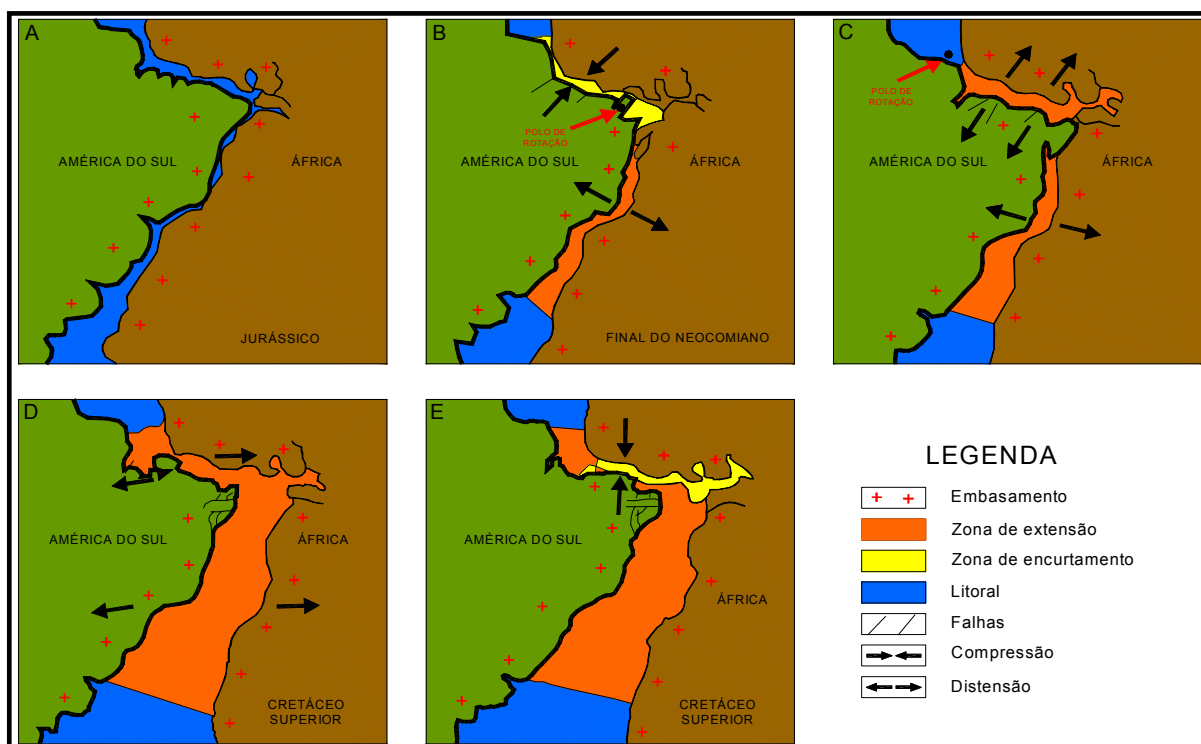 A
AMÉRICA DO SUL
ÁFRICA
JURÁSSICO
B
POLO DE
ROTAÇÃO
AMÉRICA DO SUL
ÁFRICA
FINAL DO NEOCOMIANO
C
POLO DE
ROTAÇÃO
AMÉRICA DO SUL
ÁFRICA
D
AMÉRICA DO SUL
ÁFRICA
CRETÁCEO
SUPERIOR
E
AMÉRICA DO SUL
ÁFRICA
CRETÁCEO
SUPERIOR
LEGENDA
Embasamento
Zona de extensão
Zona de encurtamento
Litoral
Falhas
Compressão
Distensão